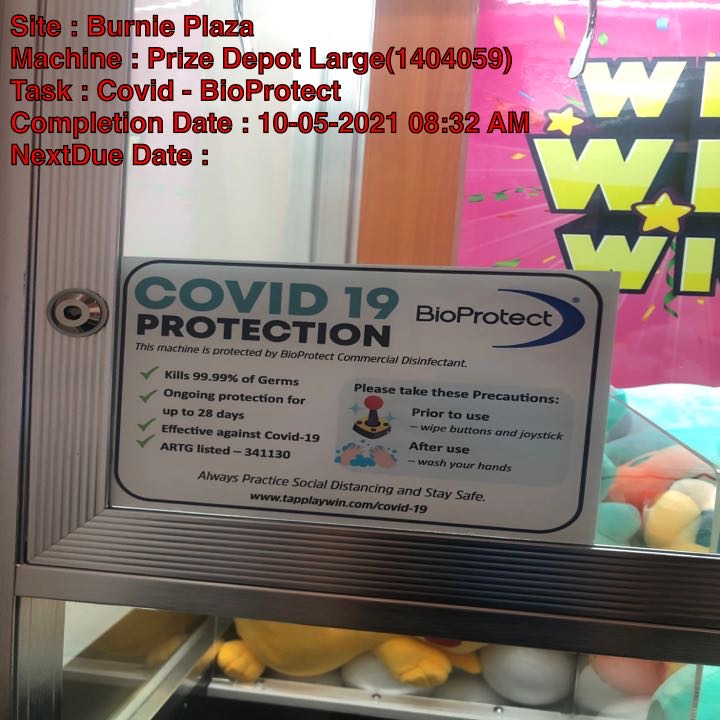 Site : Burnie Plaza
Machine : Prize Depot Large(1404059)
Task : Covid - BioProtect
Completion Date : 10-05-2021 08:32 AM
NextDue Date :
COVID 19
PROTECTION
BioProtect®
This machine is protected by BioProtect Commercial Disinfectant.
Kills 99.99% of Germs
Ongoing protection for
up to 28 days
Effective against Covid-19
ARTG listed – 341130
Please take these Precautions:
Prior to use
– wipe buttons and joystick
After use
– wash your hands
Always Practice Social Distancing and Stay Safe.
www.tapplaywin.com/covid-19